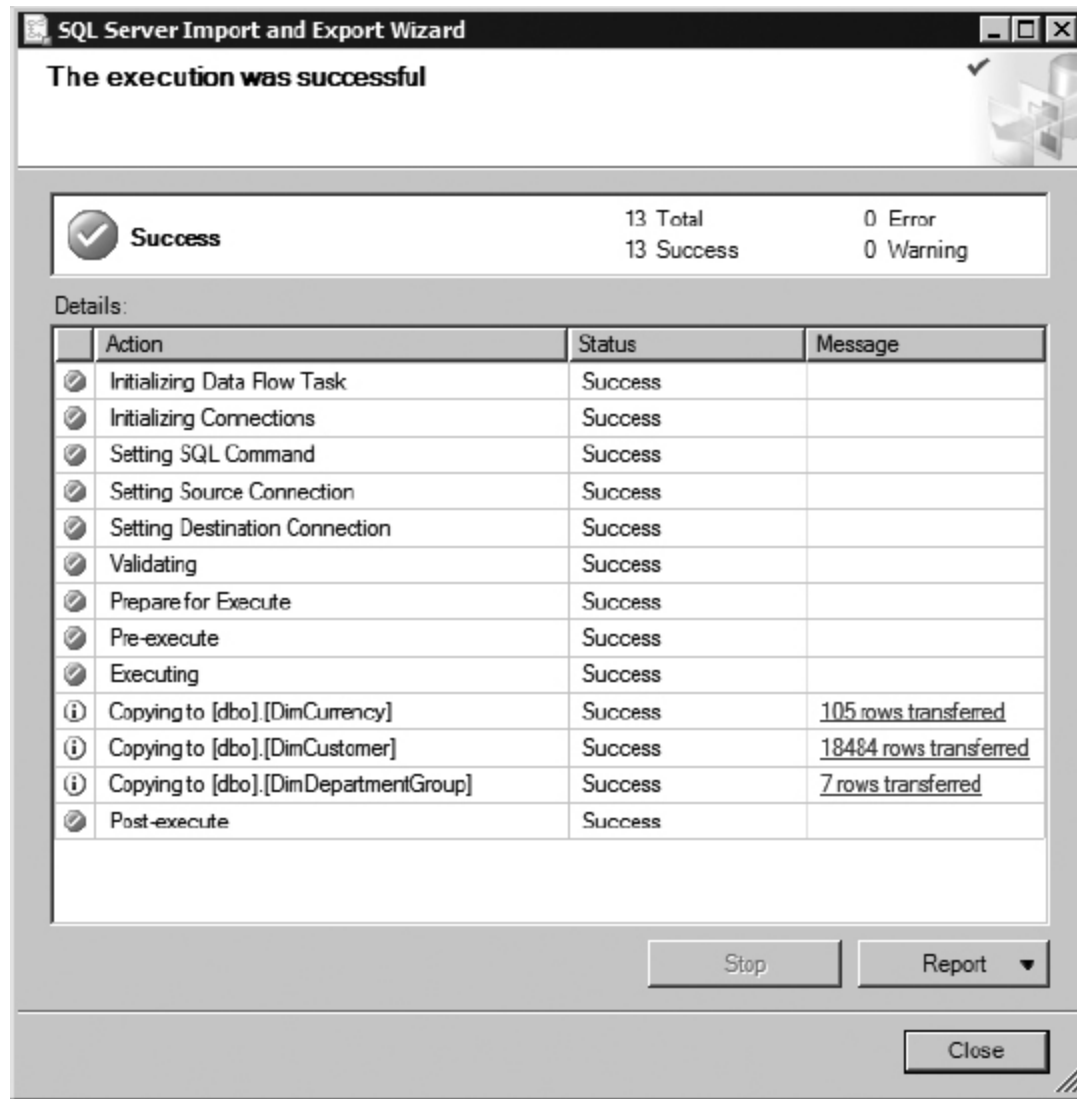 SQL Server Import and Export Wizard
The execution was successful
Success
13 Total 0 Error
13 Success 0 Warning
Details:
Action Status Message
Initializing Data Flow Task Success
Initializing Connections Success
Setting SQL Command Success
Setting Source Connection Success
Setting Destination Connection Success
Validating Success
Prepare for Execute Success
Pre-execute Success
Executing Success
Copying to [dbo].[DimCurrency] Success 105 rows transferred
Copying to [dbo].[DimCustomer] Success 18484 rows transferred
Copying to [dbo].[DimDepartmentGroup] Success 7 rows transferred
Post-execute Success
Stop Report
Close